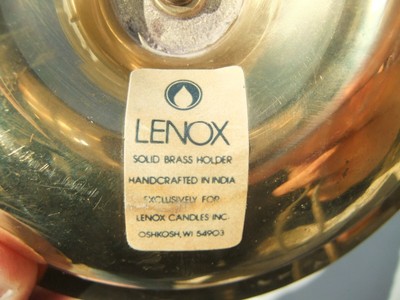 LENOX
SOLID BRASS HOLDER
HANDCRAFTED IN INDIA
EXCLUSIVELY FOR
LENOX CANDLES INC.
OSHKOSH, WI 54903